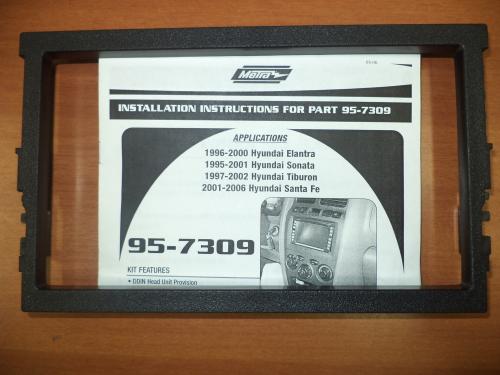 Metra
INSTALLATION INSTRUCTIONS FOR PART 95-7309
APPLICATIONS
1996-2000 Hyundai Elantra
1995-2001 Hyundai Sonata
1997-2002 Hyundai Tiburon
2001-2006 Hyundai Santa Fe
95-7309
KIT FEATURES
• DDIN Head Unit Provision